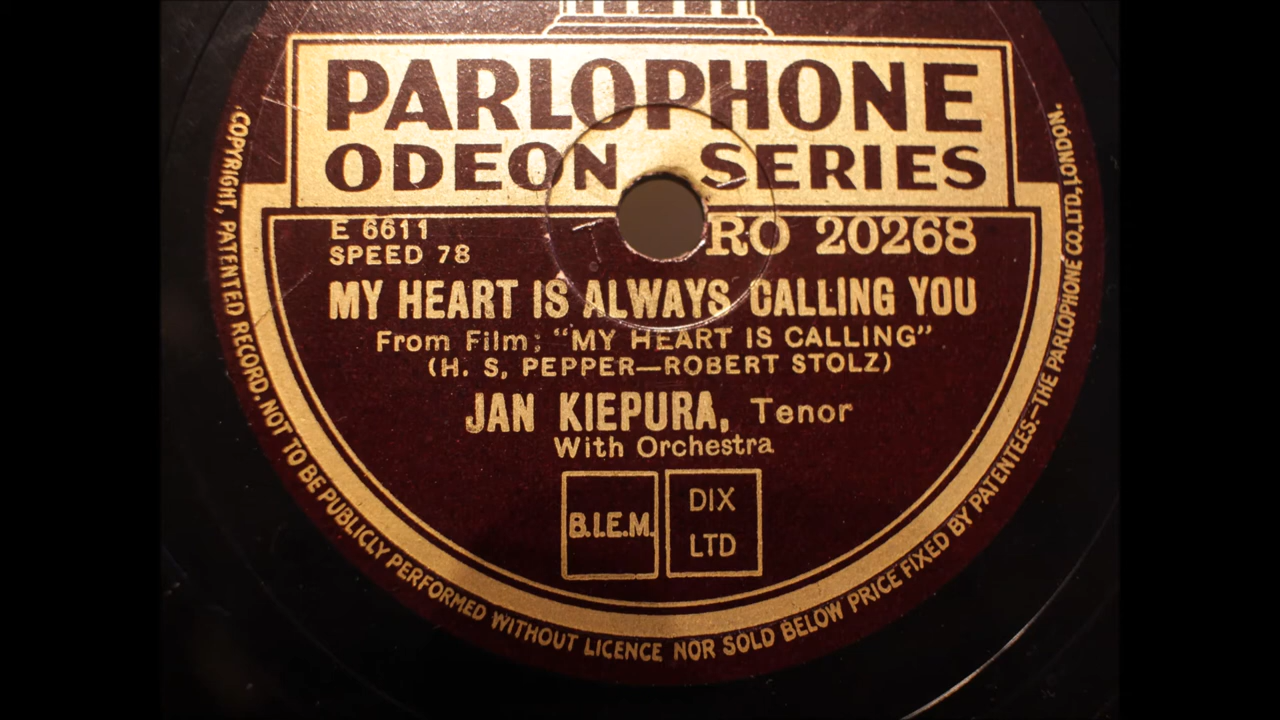 PARLOPHONE
ODEON SERIES
E 6611
SPEED 78
RO 20268
MY HEART IS ALWAYS CALLING YOU
From Film; "MY HEART IS CALLING"
(H. S. PEPPER—ROBERT STOLZ)
JAN KIEPURA, Tenor
With Orchestra
B.I.E.M.
DIX
LTD
.COPYRIGHT, PATENTED RECORD. NOT TO BE PUBLICLY PERFORMED WITHOUT LICENCE NOR SOLD BELOW PRICE FIXED BY PATENTEES.-THE PARLOPHONE CO.,LTD., LONDON.